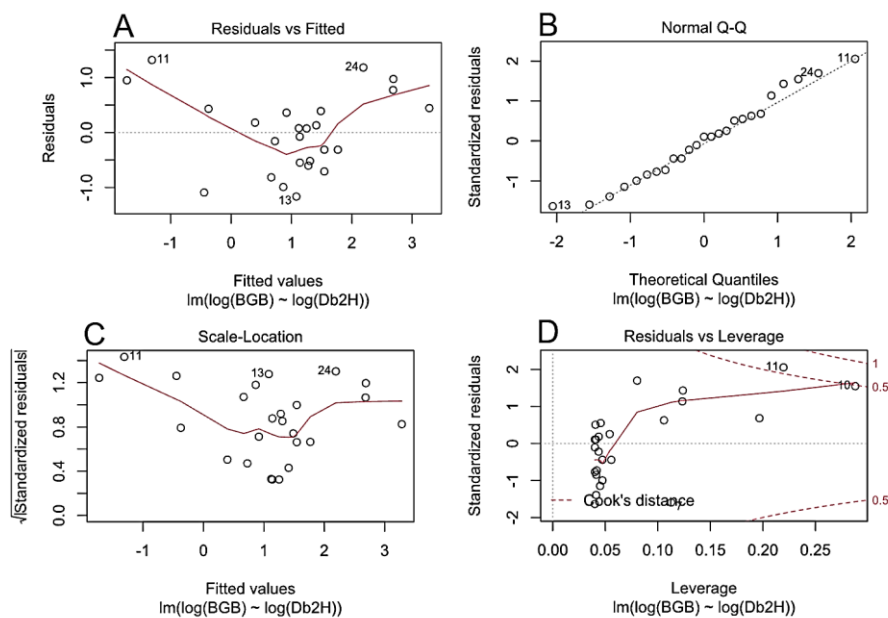 A
Residuals vs Fitted
11
24
13
Residuals
1.0
0.0
-1.0
-1 0 1 2 3
Fitted values
lm(log(BGB) ~ log(Db2H))
B
Normal Q-Q
11
24
13
Standardized residuals
2
1
0
-1
-2 -1 0 1 2
Theoretical Quantiles
lm(log(BGB) ~ log(Db2H))
C
Scale-Location
11
13
24
√|Standardized residuals|
1.2
0.8
0.4
0.0
-1 0 1 2 3
Fitted values
lm(log(BGB) ~ log(Db2H))
D
Residuals vs Leverage
11
10
1
0.5
0.5
Cook's distance
Standardized residuals
2
1
0
-1
-2
0.00 0.05 0.10 0.15 0.20 0.25
Leverage
lm(log(BGB) ~ log(Db2H))